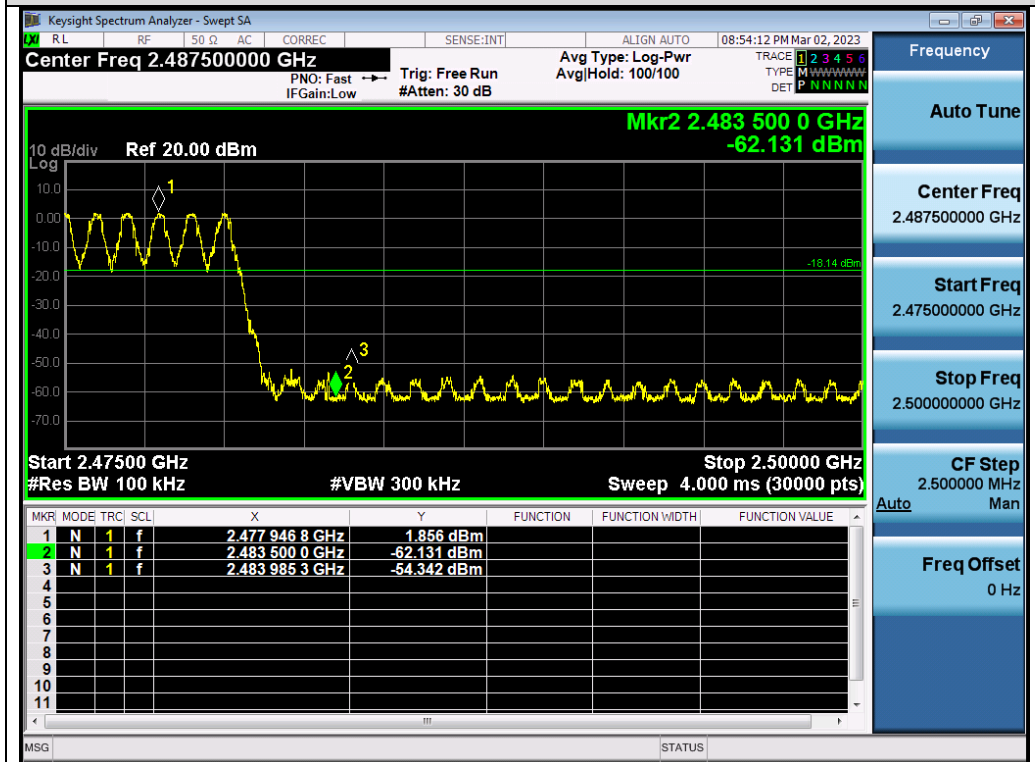 Keysight Spectrum Analyzer - Swept SA
LXI RL RF 50 Ω AC CORREC SENSE:INT ALIGN AUTO 08:54:12 PM Mar 02, 2023
Center Freq 2.487500000 GHz
PNO: Fast
IFGain:Low
Trig: Free Run
#Atten: 30 dB
Avg Type: Log-Pwr
Avg|Hold: 100/100
TRACE 1 2 3 4 5 6
TYPE M WWWWW
DET P N N N N N
Mkr2 2.483 500 0 GHz
-62.131 dBm
10 dB/div Ref 20.00 dBm
Log
10.0
0.00
-10.0
-20.0
-30.0
-40.0
-50.0
-60.0
-70.0
1
-18.14 dBm
3
2
Start 2.47500 GHz Stop 2.50000 GHz
#Res BW 100 kHz #VBW 300 kHz Sweep 4.000 ms (30000 pts)
MKR MODE TRC SCL X Y FUNCTION FUNCTION WIDTH FUNCTION VALUE
1 N 1 f 2.477 946 8 GHz 1.856 dBm
2 N 1 f 2.483 500 0 GHz -62.131 dBm
3 N 1 f 2.483 985 3 GHz -54.342 dBm
4
5
6
7
8
9
10
11
MSG STATUS
Frequency
Auto Tune
Center Freq
2.487500000 GHz
Start Freq
2.475000000 GHz
Stop Freq
2.500000000 GHz
CF Step
2.500000 MHz
Auto Man
Freq Offset
0 Hz